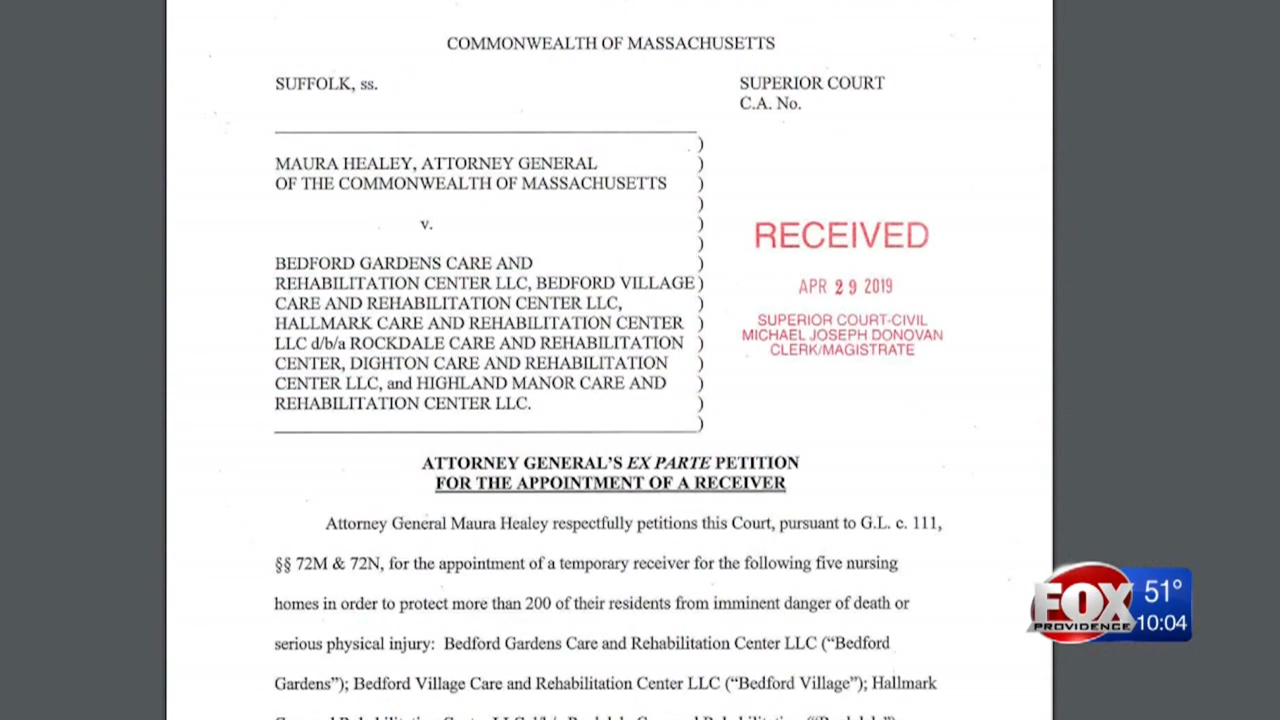 COMMONWEALTH OF MASSACHUSETTS
SUFFOLK, ss.
SUPERIOR COURT
C.A. No.
MAURA HEALEY, ATTORNEY GENERAL
OF THE COMMONWEALTH OF MASSACHUSETTS
v.
BEDFORD GARDENS CARE AND
REHABILITATION CENTER LLC, BEDFORD VILLAGE
CARE AND REHABILITATION CENTER LLC,
HALLMARK CARE AND REHABILITATION CENTER
LLC d/b/a ROCKDALE CARE AND REHABILITATION
CENTER, DIGHTON CARE AND REHABILITATION
CENTER LLC, and HIGHLAND MANOR CARE AND
REHABILITATION CENTER LLC.
RECEIVED
APR 29 2019
SUPERIOR COURT-CIVIL
MICHAEL JOSEPH DONOVAN
CLERK/MAGISTRATE
ATTORNEY GENERAL'S EX PARTE PETITION
FOR THE APPOINTMENT OF A RECEIVER
Attorney General Maura Healey respectfully petitions this Court, pursuant to G.L. c. 111,
§§ 72M & 72N, for the appointment of a temporary receiver for the following five nursing
homes in order to protect more than 200 of their residents from imminent danger of death or
serious physical injury: Bedford Gardens Care and Rehabilitation Center LLC ("Bedford
Gardens"); Bedford Village Care and Rehabilitation Center LLC ("Bedford Village"); Hallmark
FOX
PROVIDENCE
51°
10:04